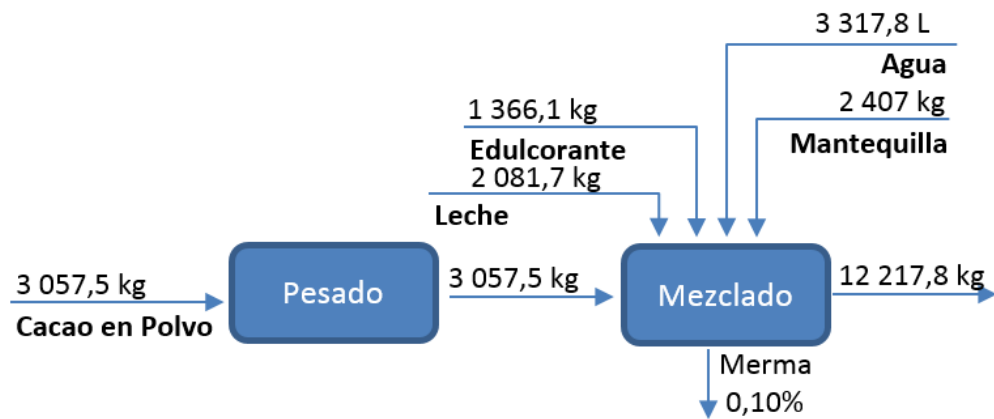 3 317,8 L
Agua
1 366,1 kg
2 407 kg
Edulcorante
Mantequilla
2 081,7 kg
Leche
3 057,5 kg
Cacao en Polvo
Pesado
3 057,5 kg
Mezclado
12 217,8 kg
Merma
0,10%